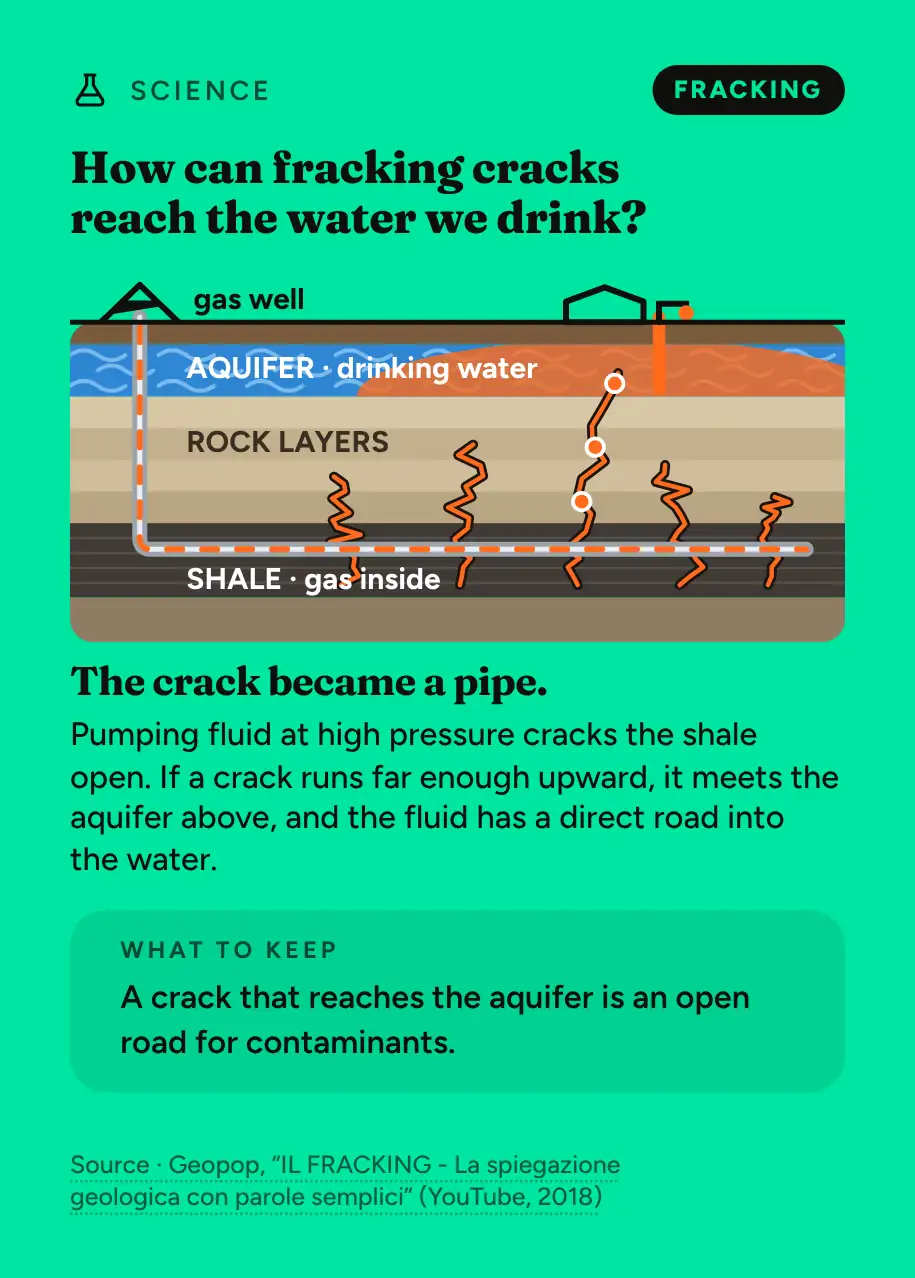 SCIENCE
FRACKING
How can fracking cracks
reach the water we drink?
gas well
AQUIFER · drinking water
ROCK LAYERS
SHALE · gas inside
The crack became a pipe.
Pumping fluid at high pressure cracks the shale
open. If a crack runs far enough upward, it meets the
aquifer above, and the fluid has a direct road into
the water.
WHAT TO KEEP
A crack that reaches the aquifer is an open
road for contaminants.
Source · Geopop, “IL FRACKING - La spiegazione
geologica con parole semplici” (YouTube, 2018)